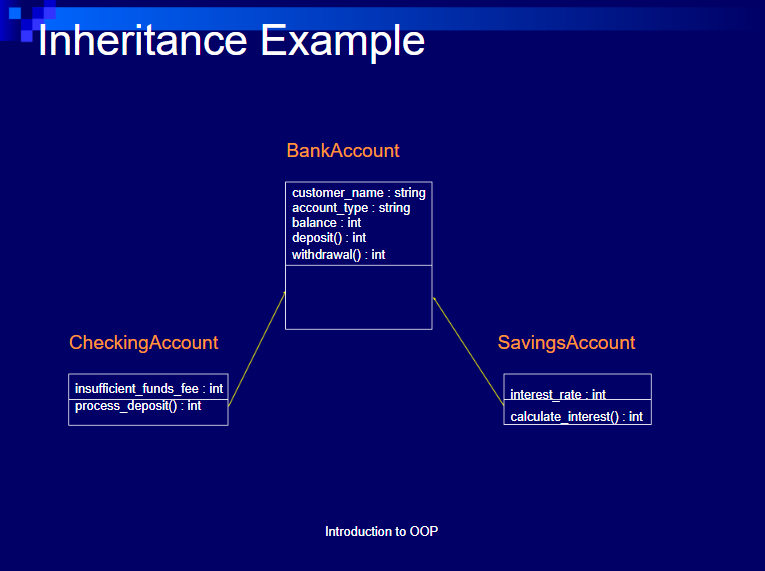 Inheritance Example
BankAccount
customer_name : string
account_type : string
balance : int
deposit() : int
withdrawal() : int
CheckingAccount
insufficient_funds_fee : int
process_deposit() : int
SavingsAccount
interest_rate : int
calculate_interest() : int
Introduction to OOP